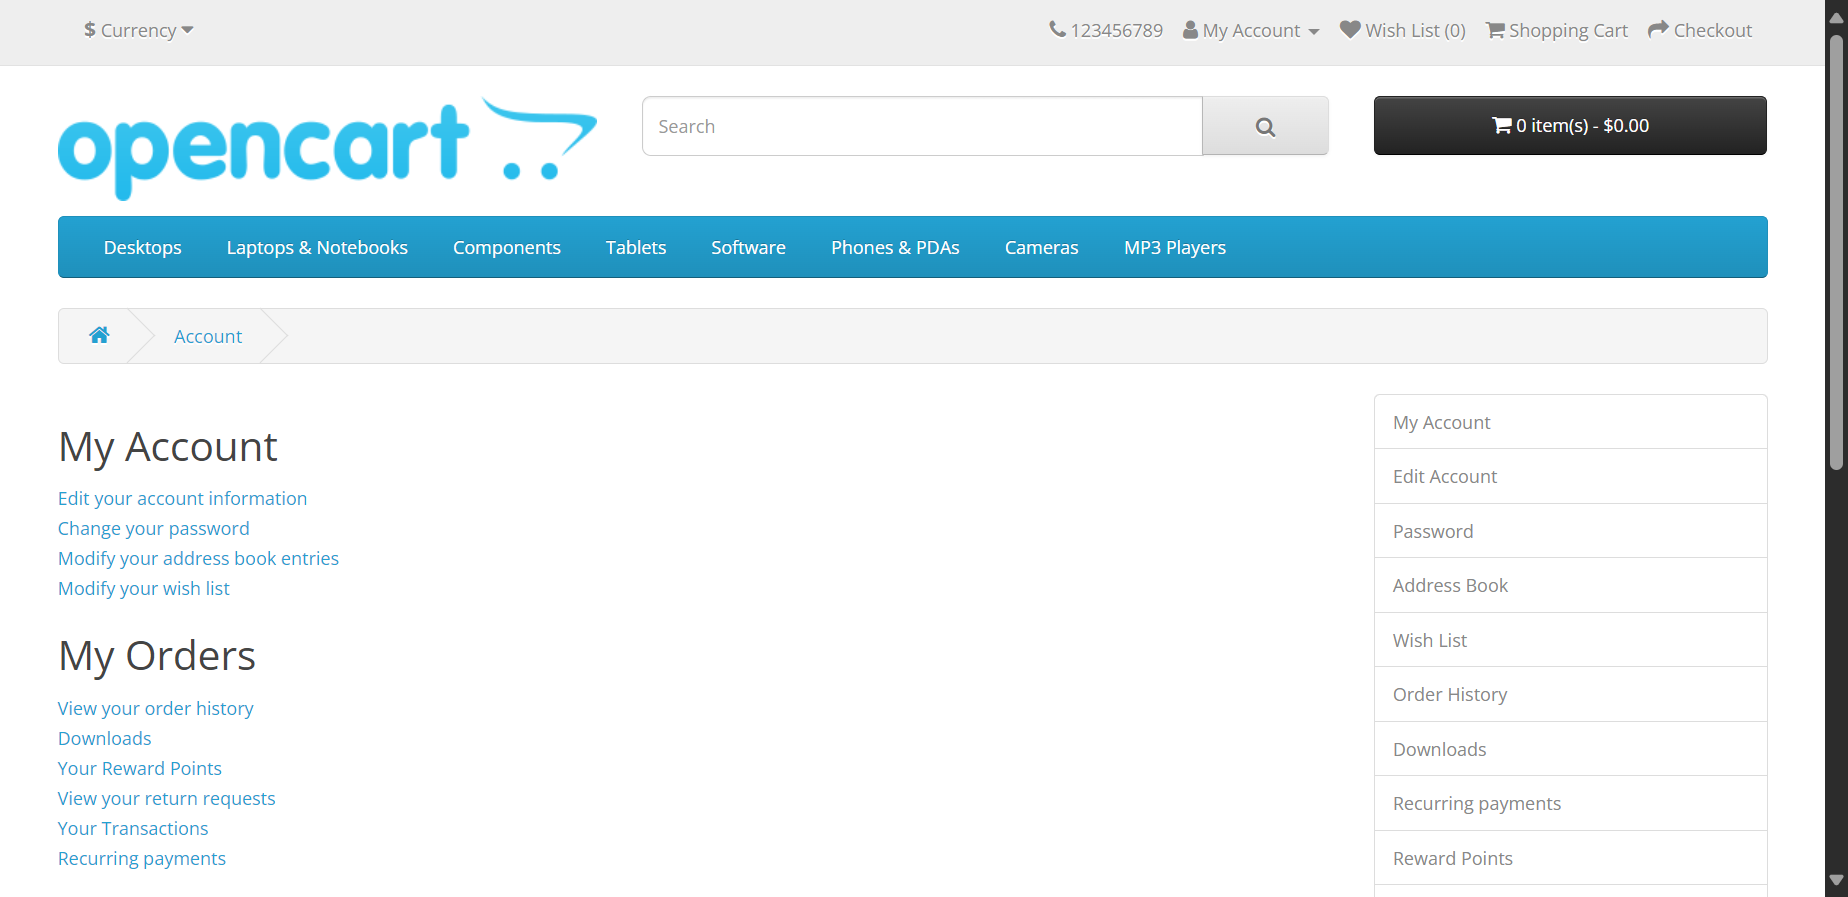 $ Currency
123456789 My Account Wish List (0) Shopping Cart Checkout
opencart
Search
0 item(s) - $0.00
Desktops Laptops & Notebooks Components Tablets Software Phones & PDAs Cameras MP3 Players
Account
My Account
Edit your account information
Change your password
Modify your address book entries
Modify your wish list
My Orders
View your order history
Downloads
Your Reward Points
View your return requests
Your Transactions
Recurring payments
My Account
Edit Account
Password
Address Book
Wish List
Order History
Downloads
Recurring payments
Reward Points